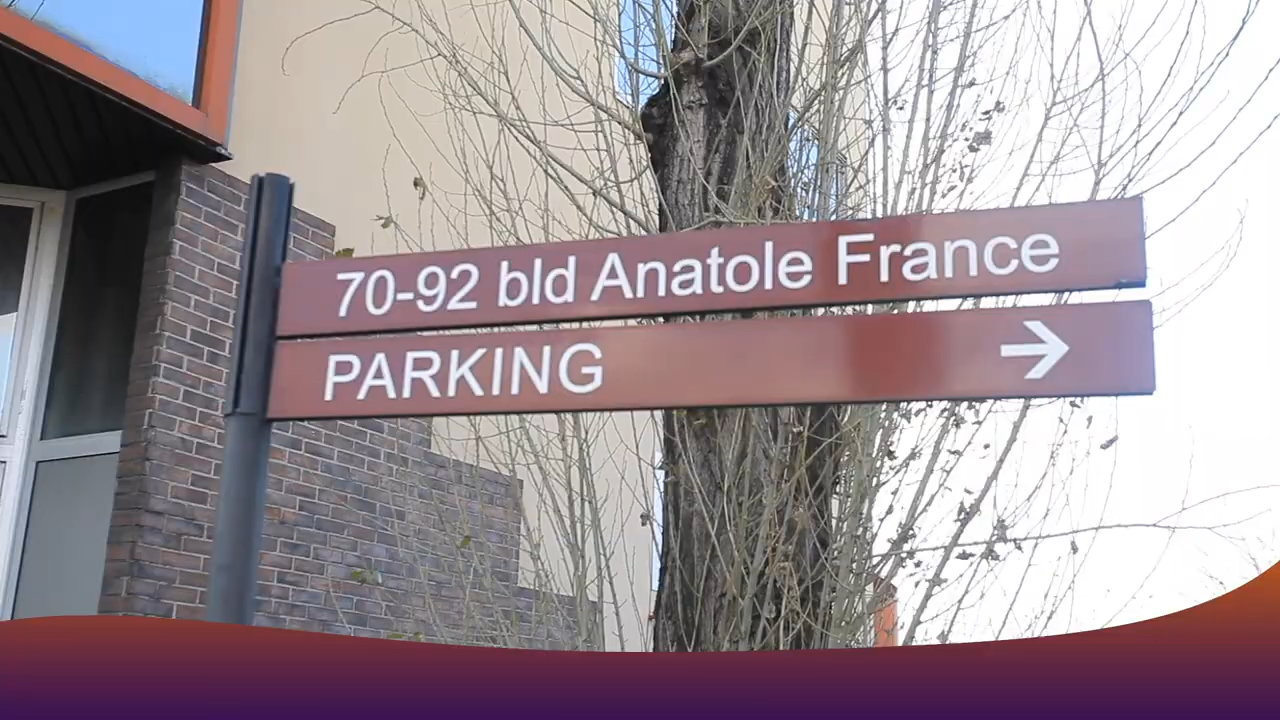 70-92 bld Anatole France
PARKING →